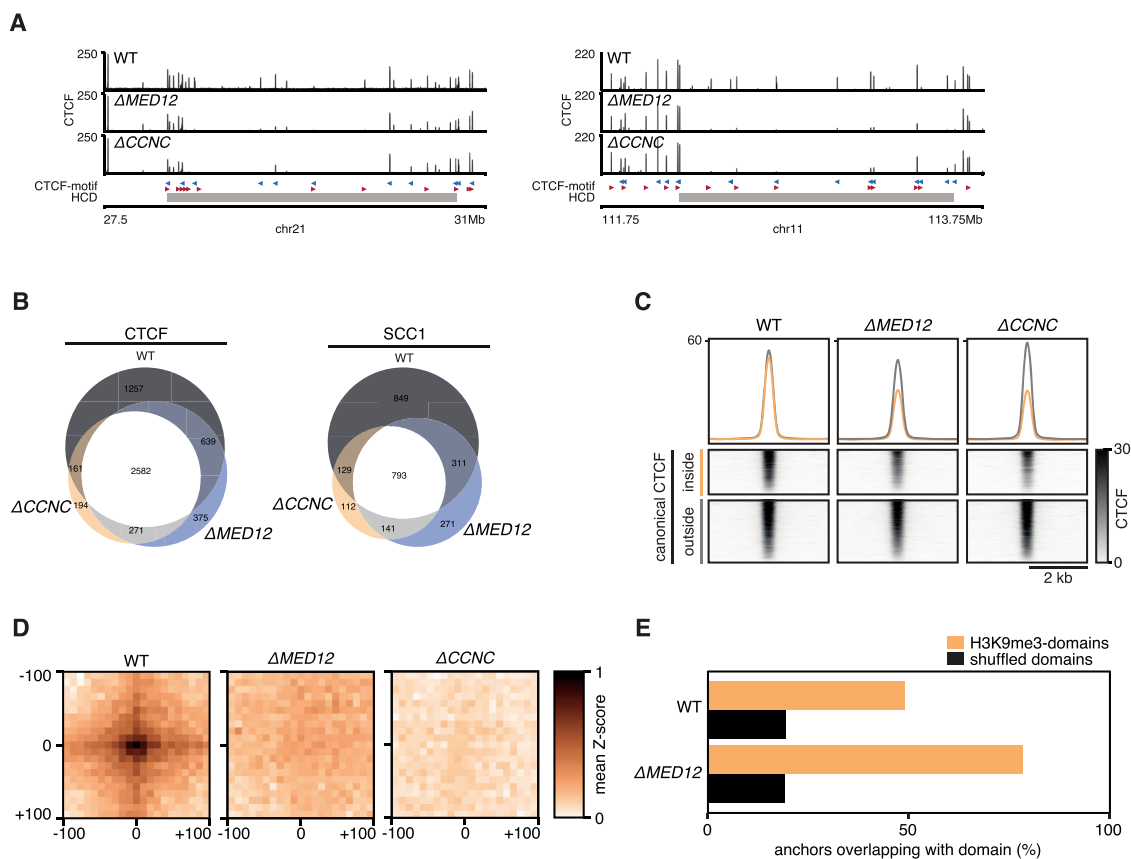 A
250
WT
250
ΔMED12
250
ΔCCNC
CTCF
CTCF-motif
HCD
27.5
31Mb
chr21
220
WT
220
ΔMED12
220
ΔCCNC
CTCF
CTCF-motif
HCD
111.75
113.75Mb
chr11
B
CTCF
WT
1257
639
161
2582
194
375
271
ΔCCNC
ΔMED12
SCC1
WT
849
311
129
793
112
271
141
ΔCCNC
ΔMED12
C
WT
ΔMED12
ΔCCNC
60
canonical CTCF
inside
outside
30
CTCF
0
2 kb
D
WT
ΔMED12
ΔCCNC
-100
0
+100
-100
0
+100
-100
0
+100
-100
0
+100
1
mean Z-score
0
E
H3K9me3-domains
shuffled domains
WT
ΔMED12
0
50
100
anchors overlapping with domain (%)